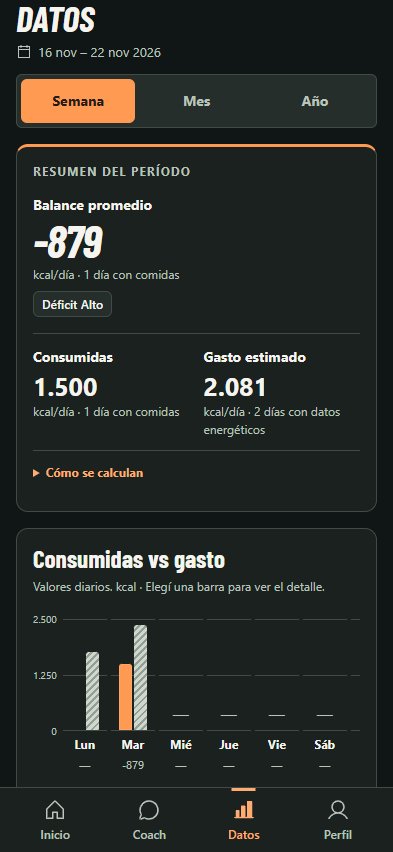 DATOS
16 nov – 22 nov 2026
Semana Mes Año
RESUMEN DEL PERÍODO
Balance promedio
-879
kcal/día · 1 día con comidas
Déficit Alto
Consumidas Gasto estimado
1.500 2.081
kcal/día · 1 día con comidas kcal/día · 2 días con datos
energéticos
Cómo se calculan
Consumidas vs gasto
Valores diarios. kcal · Elegí una barra para ver el detalle.
2.500
1.250
0
Lun Mar Mié Jue Vie Sáb
— -879 — — — —
Inicio Coach Datos Perfil